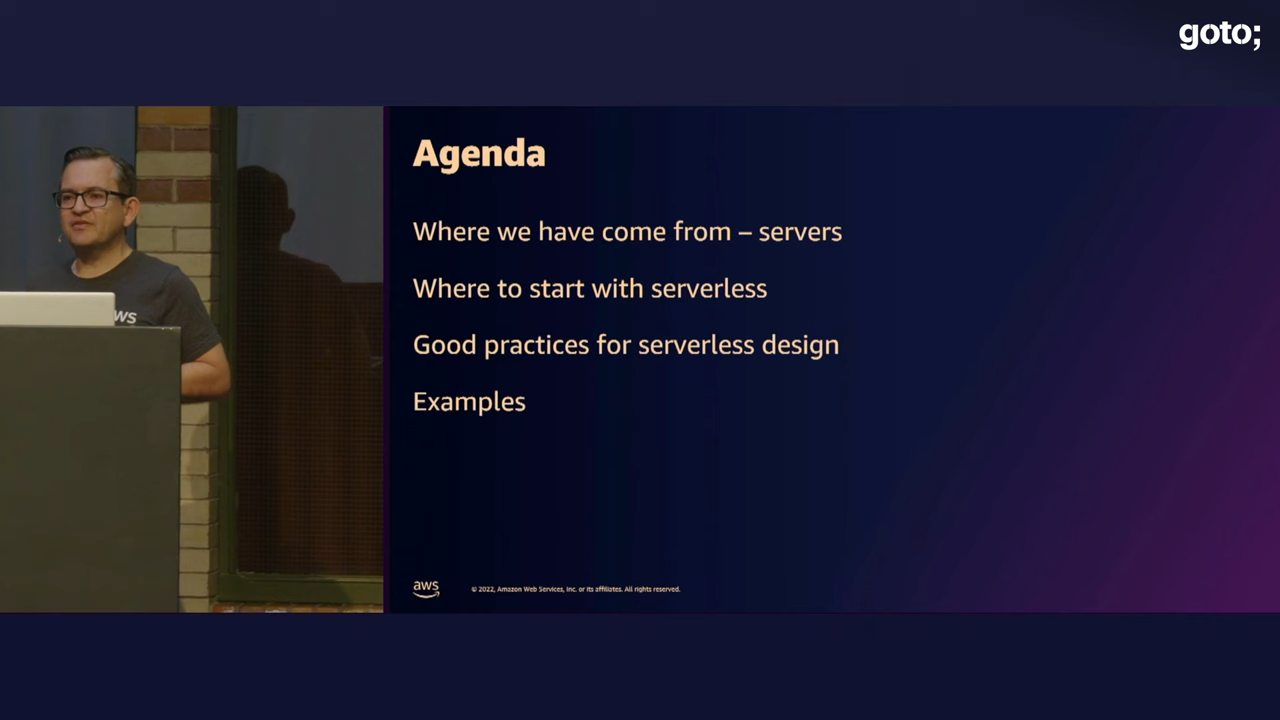 goto;
Agenda
Where we have come from – servers
Where to start with serverless
Good practices for serverless design
Examples
ws
aws
© 2022, Amazon Web Services, Inc. or its affiliates. All rights reserved.